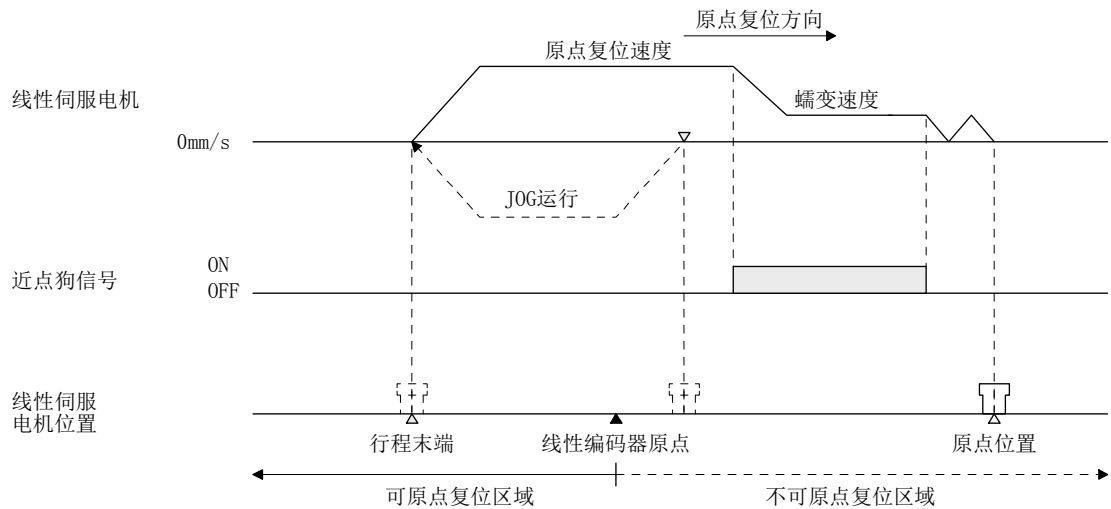 原点复位方向
原点复位速度
线性伺服电机
蠕变速度
0mm/s
JOG运行
近点狗信号
ON
OFF
线性伺服
电机位置
行程末端
线性编码器原点
原点位置
可原点复位区域
不可原点复位区域